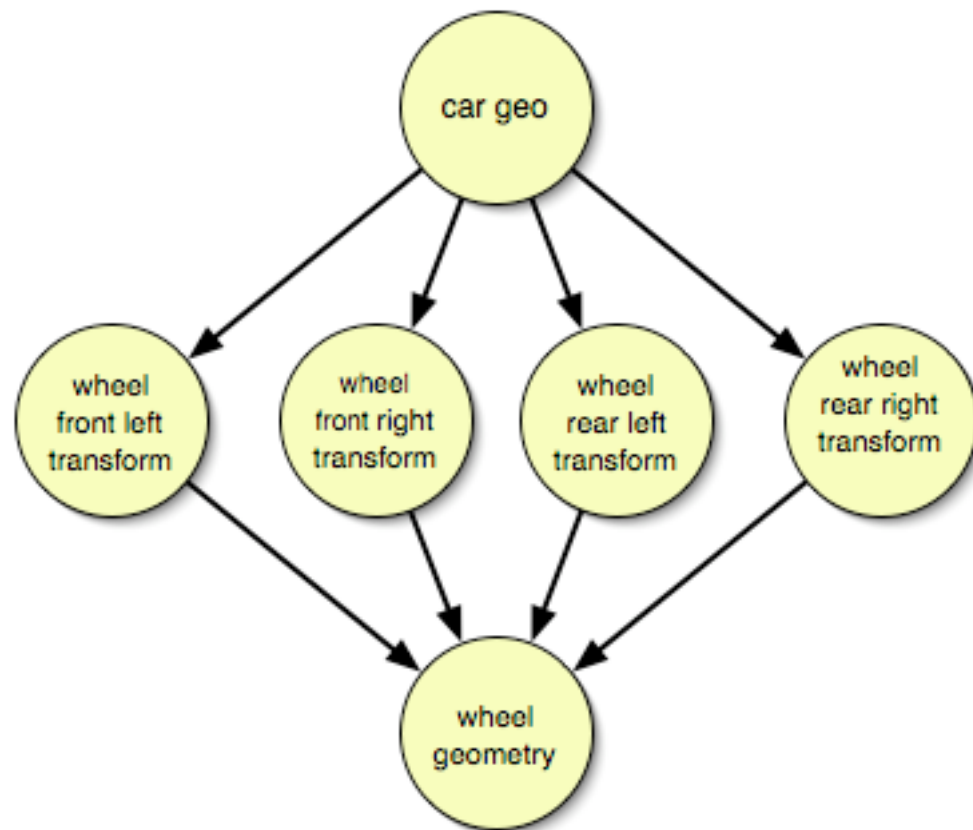 car geo
wheel
front left
transform
wheel
front right
transform
wheel
rear left
transform
wheel
rear right
transform
wheel
geometry